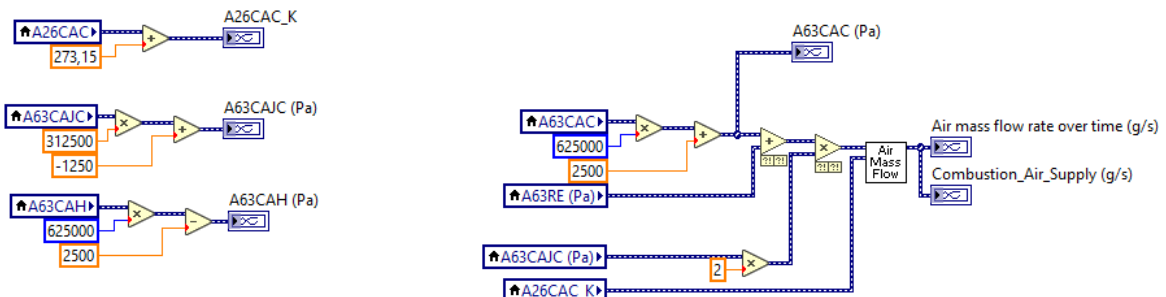 A26CAC_K
A26CAC
273,15
A63CAJC (Pa)
A63CAJC
312500
-1250
A63CAH (Pa)
A63CAH
625000
2500
A63CAC (Pa)
A63CAC
625000
2500
A63RE (Pa)
Air mass flow rate over time (g/s)
Air
Mass
Flow
Combustion_Air_Supply (g/s)
A63CAJC (Pa)
2
A26CAC_K